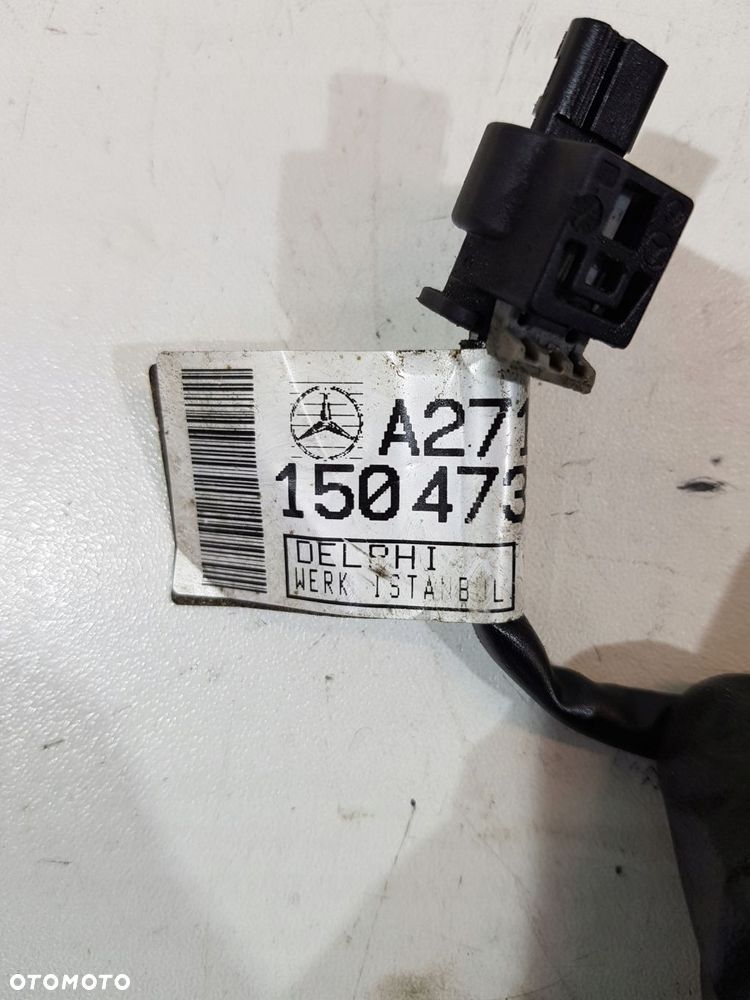 A271
150473
DELPHI
WERK ISTANBUL
OTOMOTO